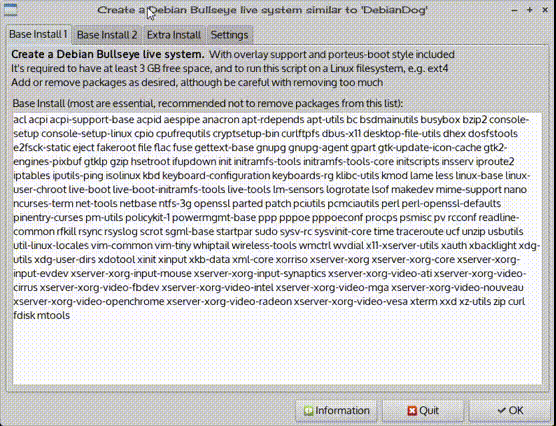 Create a Debian Bullseye live system similar to 'DebianDog'
Base Install 1 Base Install 2 Extra Install Settings
Create a Debian Bullseye live system. With overlay support and porteus-boot style included
It's required to have at least 3 GB free space, and to run this script on a Linux filesystem, e.g. ext4
Add or remove packages as desired, although be careful with removing too much
Base Install (most are essential, recommended not to remove packages from this list):
acl acpi acpi-support-base acpid aespipe anacron apt-rdepends apt-utils bc bsdmainutils busybox bzip2 console-
setup console-setup-linux cpio cpufrequtils cryptsetup-bin curlftpfs dbus-x11 desktop-file-utils dhex dosfstools
e2fsck-static eject fakeroot file flac fuse gettext-base gnupg gnupg-agent gpart gtk-update-icon-cache gtk2-
engines-pixbuf gtklp gzip hsetroot ifupdown init initramfs-tools initramfs-tools-core initscripts insserv iproute2
iptables iputils-ping isolinux kbd keyboard-configuration keyboards-rg klibc-utils kmod lame less linux-base linux-
user-chroot live-boot live-boot-initramfs-tools live-tools lm-sensors logrotate lsof makedev mime-support nano
ncurses-term net-tools netbase ntfs-3g openssl parted patch pciutils pcmciautils perl perl-openssl-defaults
pinentry-curses pm-utils policykit-1 powermgmt-base ppp pppoe pppoeconf procps psmisc pv rcconf readline-
common rfkill rsync rsyslog scrot sgml-base startpar sudo sysv-rc sysvinit-core time traceroute ucf unzip usbutils
util-linux-locales vim-common vim-tiny whiptail wireless-tools wmctrl wvdial x11-xserver-utils xauth xbacklight xdg-
utils xdg-user-dirs xdotool xinit xinput xkb-data xml-core xorriso xserver-xorg xserver-xorg-core xserver-xorg-
input-evdev xserver-xorg-input-mouse xserver-xorg-input-synaptics xserver-xorg-video-ati xserver-xorg-video-
cirrus xserver-xorg-video-fbdev xserver-xorg-video-intel xserver-xorg-video-mga xserver-xorg-video-nouveau
xserver-xorg-video-openchrome xserver-xorg-video-radeon xserver-xorg-video-vesa xterm xxd xz-utils zip curl
fdisk mtools
Information Quit OK